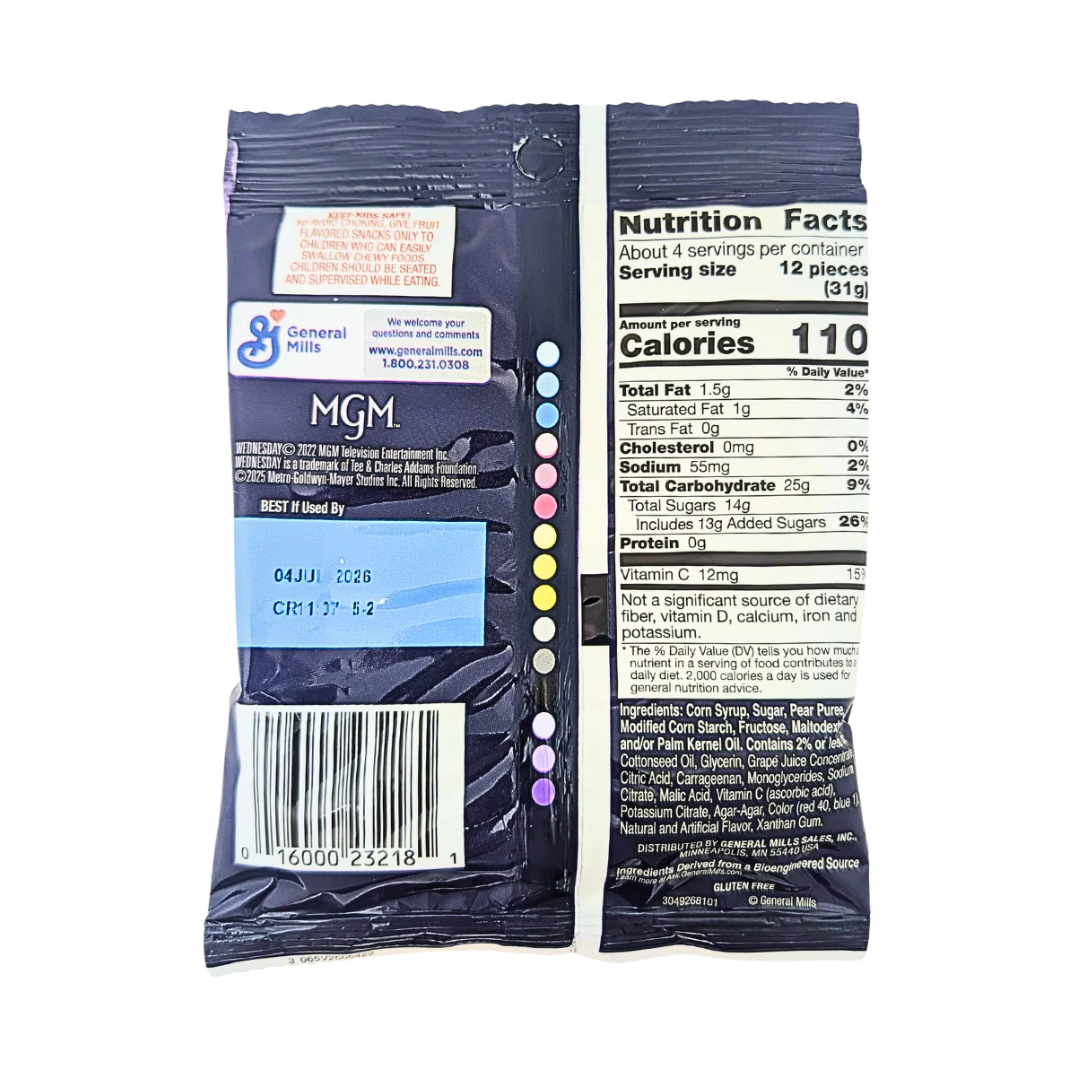 KEEP KIDS SAFE!
TO AVOID CHOKING, GIVE FRUIT
FLAVORED SNACKS ONLY TO
CHILDREN WHO CAN EASILY
SWALLOW CHEWY FOODS.
CHILDREN SHOULD BE SEATED
AND SUPERVISED WHILE EATING.
General
Mills
We welcome your
questions and comments
www.generalmills.com
1.800.231.0308
MGM™
WEDNESDAY© 2022 MGM Television Entertainment Inc.
WEDNESDAY is a trademark of Tee & Charles Addams Foundation.
©2025 Metro-Goldwyn-Mayer Studios Inc. All Rights Reserved.
BEST If Used By
04JUL 2026
5-2
0 16000 23218 1
Nutrition Facts
About 4 servings per container
Serving size 12 pieces
(31g)
Amount per serving
Calories 110
% Daily Value*
Total Fat 1.5g 2%
Saturated Fat 1g 4%
Trans Fat 0g
Cholesterol 0mg 0%
Sodium 55mg 2%
Total Carbohydrate 25g 9%
Total Sugars 14g
Includes 13g Added Sugars 26%
Protein 0g
Vitamin C 12mg 15%
Not a significant source of dietary
fiber, vitamin D, calcium, iron and
potassium.
* The % Daily Value (DV) tells you how much a
nutrient in a serving of food contributes to a
daily diet. 2,000 calories a day is used for
general nutrition advice.
Ingredients: Corn Syrup, Sugar, Pear Puree,
Modified Corn Starch, Fructose,
and/or Palm Kernel Oil. Contains 2% or less
Cottonseed Oil, Glycerin, Grape Juice
Citric Acid, Carrageenan, Monoglycerides, Sodium
Citrate, Malic Acid, Vitamin C (ascorbic acid),
Potassium Citrate, Agar-Agar, Color (red 40, blue 1),
Natural and Artificial Flavor, Xanthan Gum.
DISTRIBUTED BY GENERAL MILLS SALES, INC.,
MINNEAPOLIS, MN 55440 USA
Ingredients Derived from a Bioengineered Source
Learn more at Ask.GeneralMills.com
GLUTEN FREE
3049268101 © General Mills